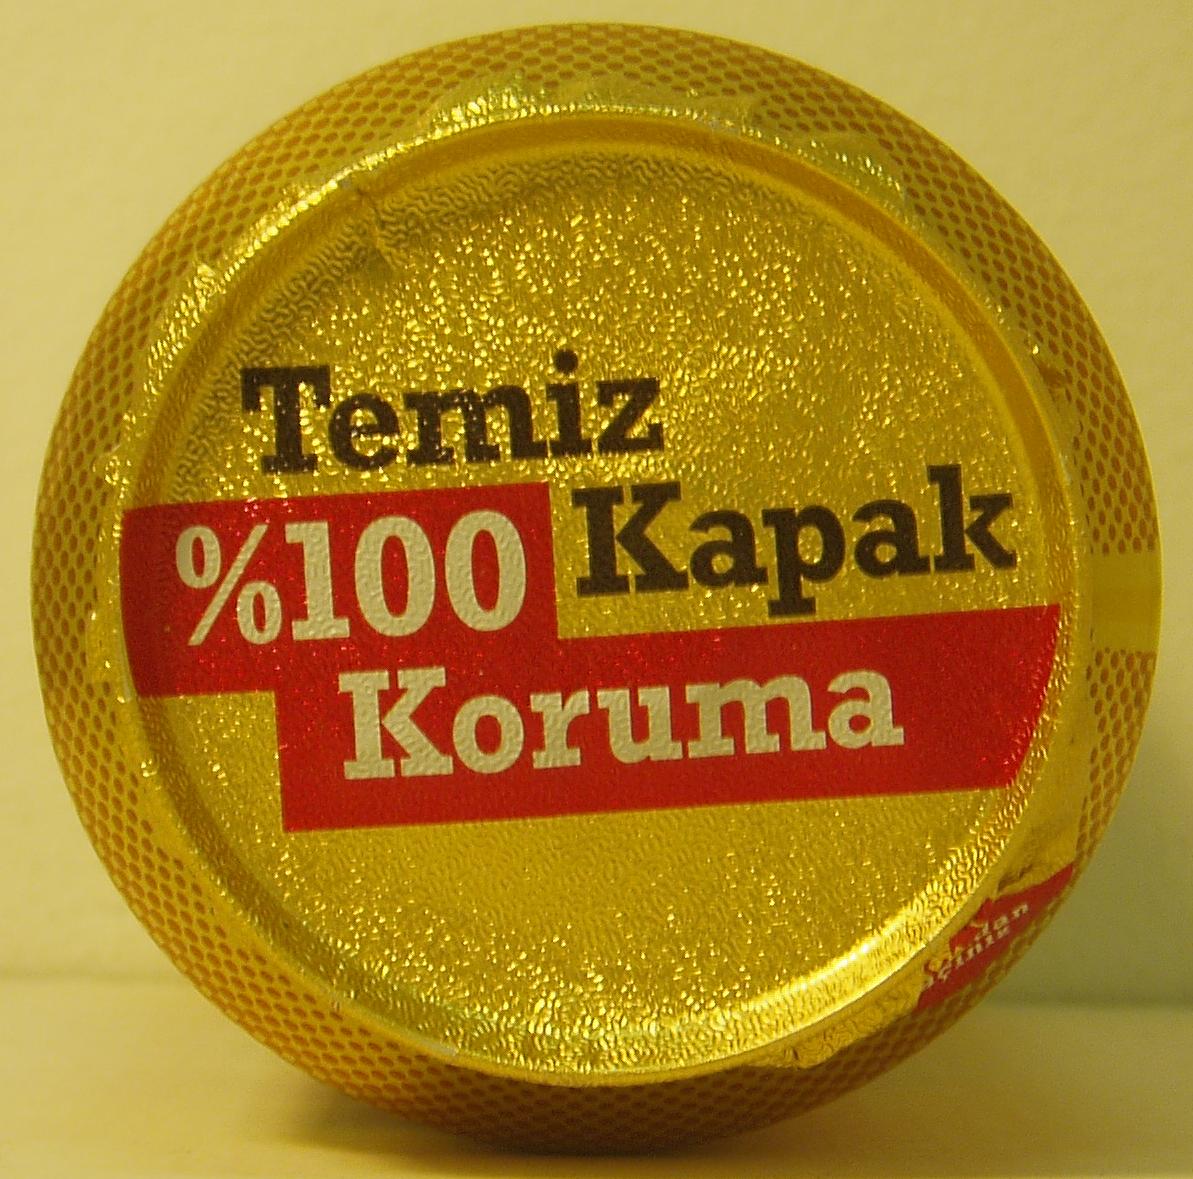 Temiz
%100 Kapak
Koruma